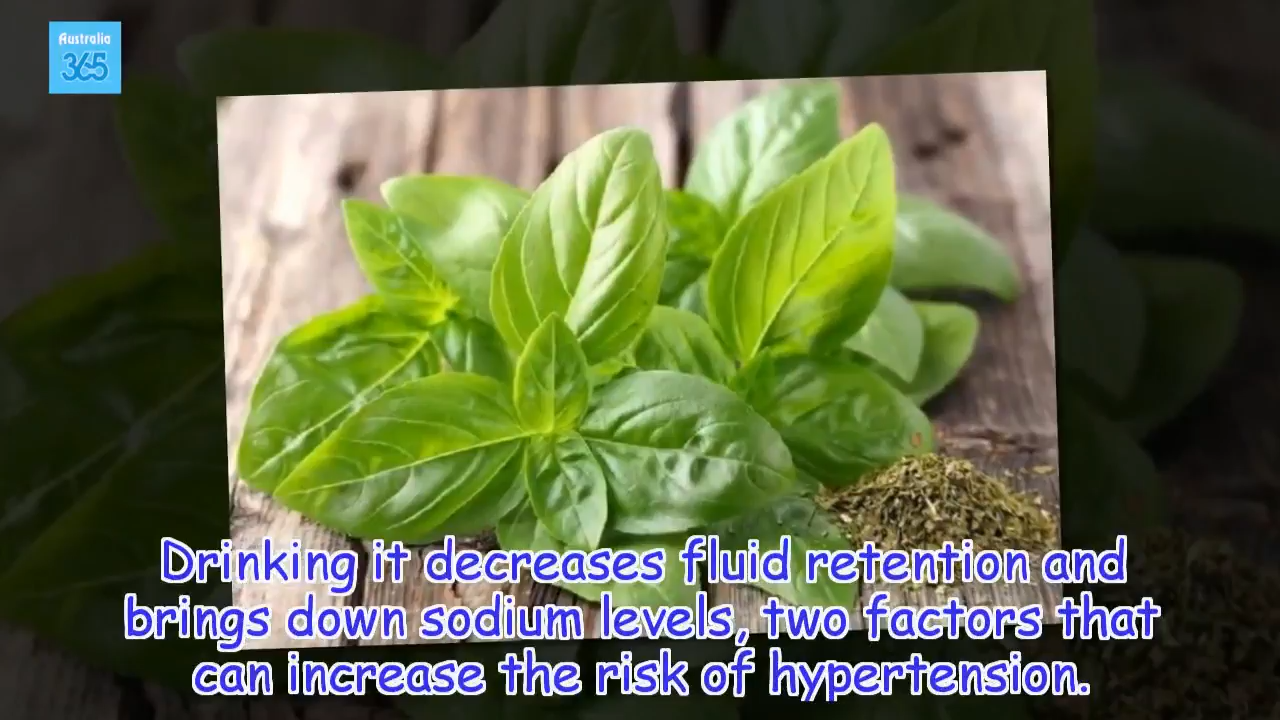 Australia
365
Drinking it decreases fluid retention and
brings down sodium levels, two factors that
can increase the risk of hypertension.